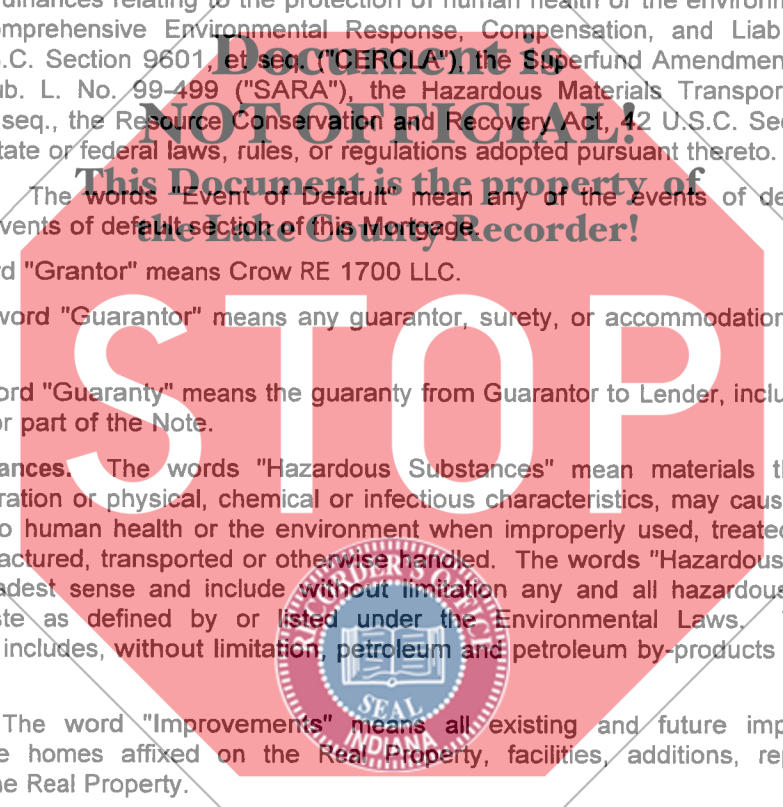 dinances relating to the protection of human health or the environm
omprehensive Environmental Response, Compensation, and Liab
.C. Section 9601, et seq. ("CERCLA"), the Superfund Amendmen
ub. L. No. 99-499 ("SARA"), the Hazardous Materials Transpor
seq., the Resource Conservation and Recovery Act, 42 U.S.C. Sec
tate or federal laws, rules, or regulations adopted pursuant thereto.
Document is
NOT OFFICIAL!
This Document is the property of
the Lake County Recorder!
The words "Event of Default" mean any of the events of de
vents of default section of this Mortgage.
rd "Grantor" means Crow RE 1700 LLC.
word "Guarantor" means any guarantor, surety, or accommodation
STOP
ord "Guaranty" means the guaranty from Guarantor to Lender, inclu
or part of the Note.
ances. The words "Hazardous Substances" mean materials th
ration or physical, chemical or infectious characteristics, may caus
o human health or the environment when improperly used, treated
actured, transported or otherwise handled. The words "Hazardous
adest sense and include without limitation any and all hazardous
ste as defined by or listed under the Environmental Laws.
includes, without limitation, petroleum and petroleum by-products
RECORDER'S OFFICE
SEAL
INDIANA
The word "Improvements" means all existing and future imp
e homes affixed on the Real Property, facilities, additions, rep
he Real Property.